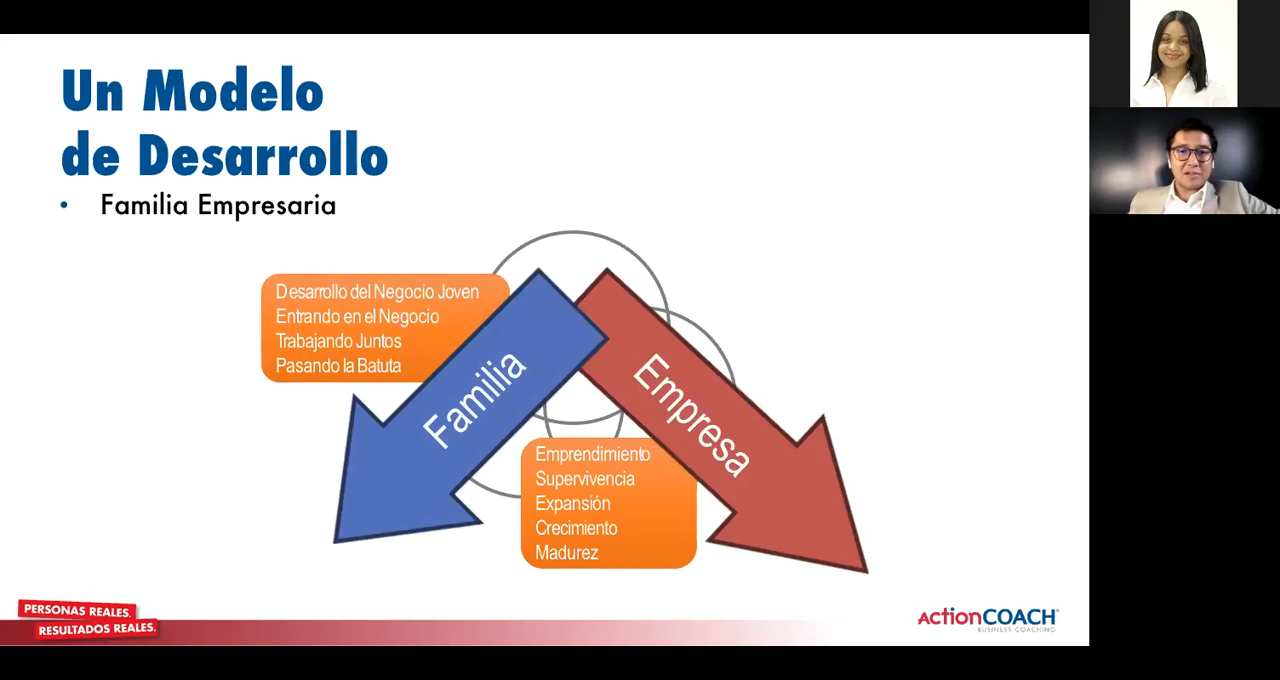 Un Modelo
de Desarrollo
• Familia Empresaria
Desarrollo del Negocio Joven
Entrando en el Negocio
Trabajando Juntos
Pasando la Batuta
Familia
Empresa
Emprendimiento
Supervivencia
Expansión
Crecimiento
Madurez
PERSONAS REALES.
RESULTADOS REALES.
ActionCOACH
BUSINESS COACHING